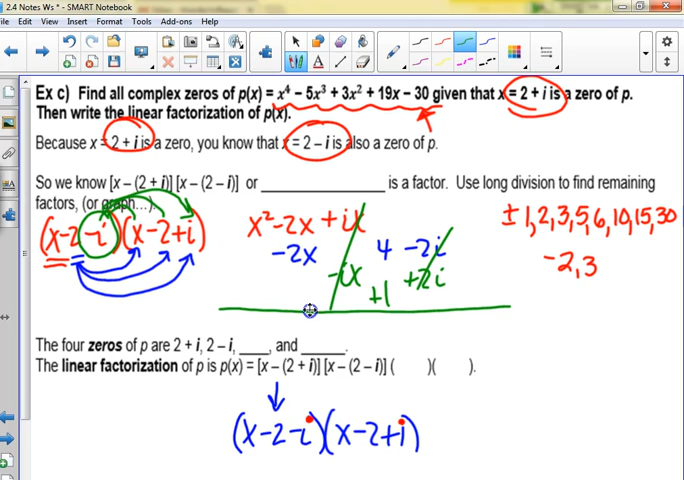 2.4 Notes Ws * - SMART Notebook
Edit View Insert Format Tools Add-ons Help
Ex c) Find all complex zeros of p(x) = x⁴ − 5x³ + 3x² + 19x − 30 given that x = 2 + i is a zero of p.
Then write the linear factorization of p(x).
Because x = 2 + i is a zero, you know that x = 2 − i is also a zero of p.
So we know [x − (2 + i)] [x − (2 − i)] or ____________________ is a factor. Use long division to find remaining
factors, (or graph…).
(x-2-i)(x-2+i) x²-2x+ix ±1,2,3,5,6,10,15,30
-2x 4 -2i -2,3
-ix +2i
+1
The four zeros of p are 2 + i, 2 − i, _____ and _______.
The linear factorization of p is p(x) = [x − (2 + i)] [x − (2 − i)] ( )( ).
(x-2-i)(x-2+i)